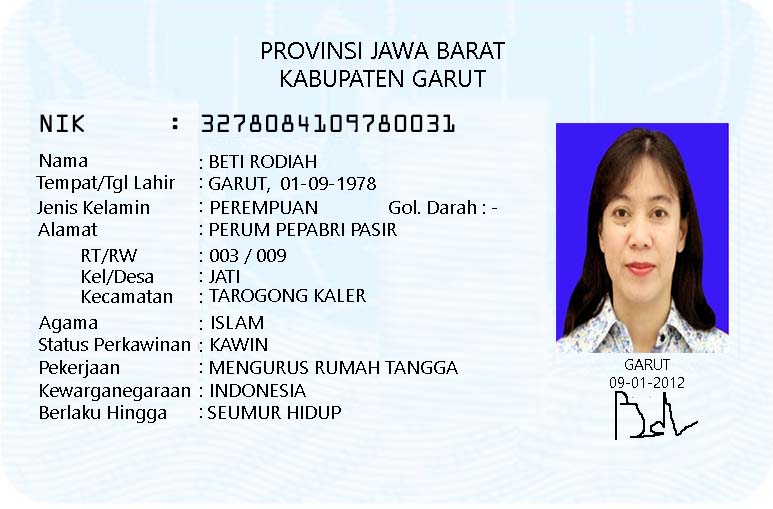 PROVINSI JAWA BARAT
KABUPATEN GARUT
NIK : 3278084109780031
Nama : BETI RODIAH
Tempat/Tgl Lahir : GARUT, 01-09-1978
Jenis Kelamin : PEREMPUAN Gol. Darah : -
Alamat : PERUM PEPABRI PASIR
RT/RW : 003 / 009
Kel/Desa : JATI
Kecamatan : TAROGONG KALER
Agama : ISLAM
Status Perkawinan : KAWIN
Pekerjaan : MENGURUS RUMAH TANGGA
Kewarganegaraan : INDONESIA
Berlaku Hingga : SEUMUR HIDUP
GARUT
09-01-2012